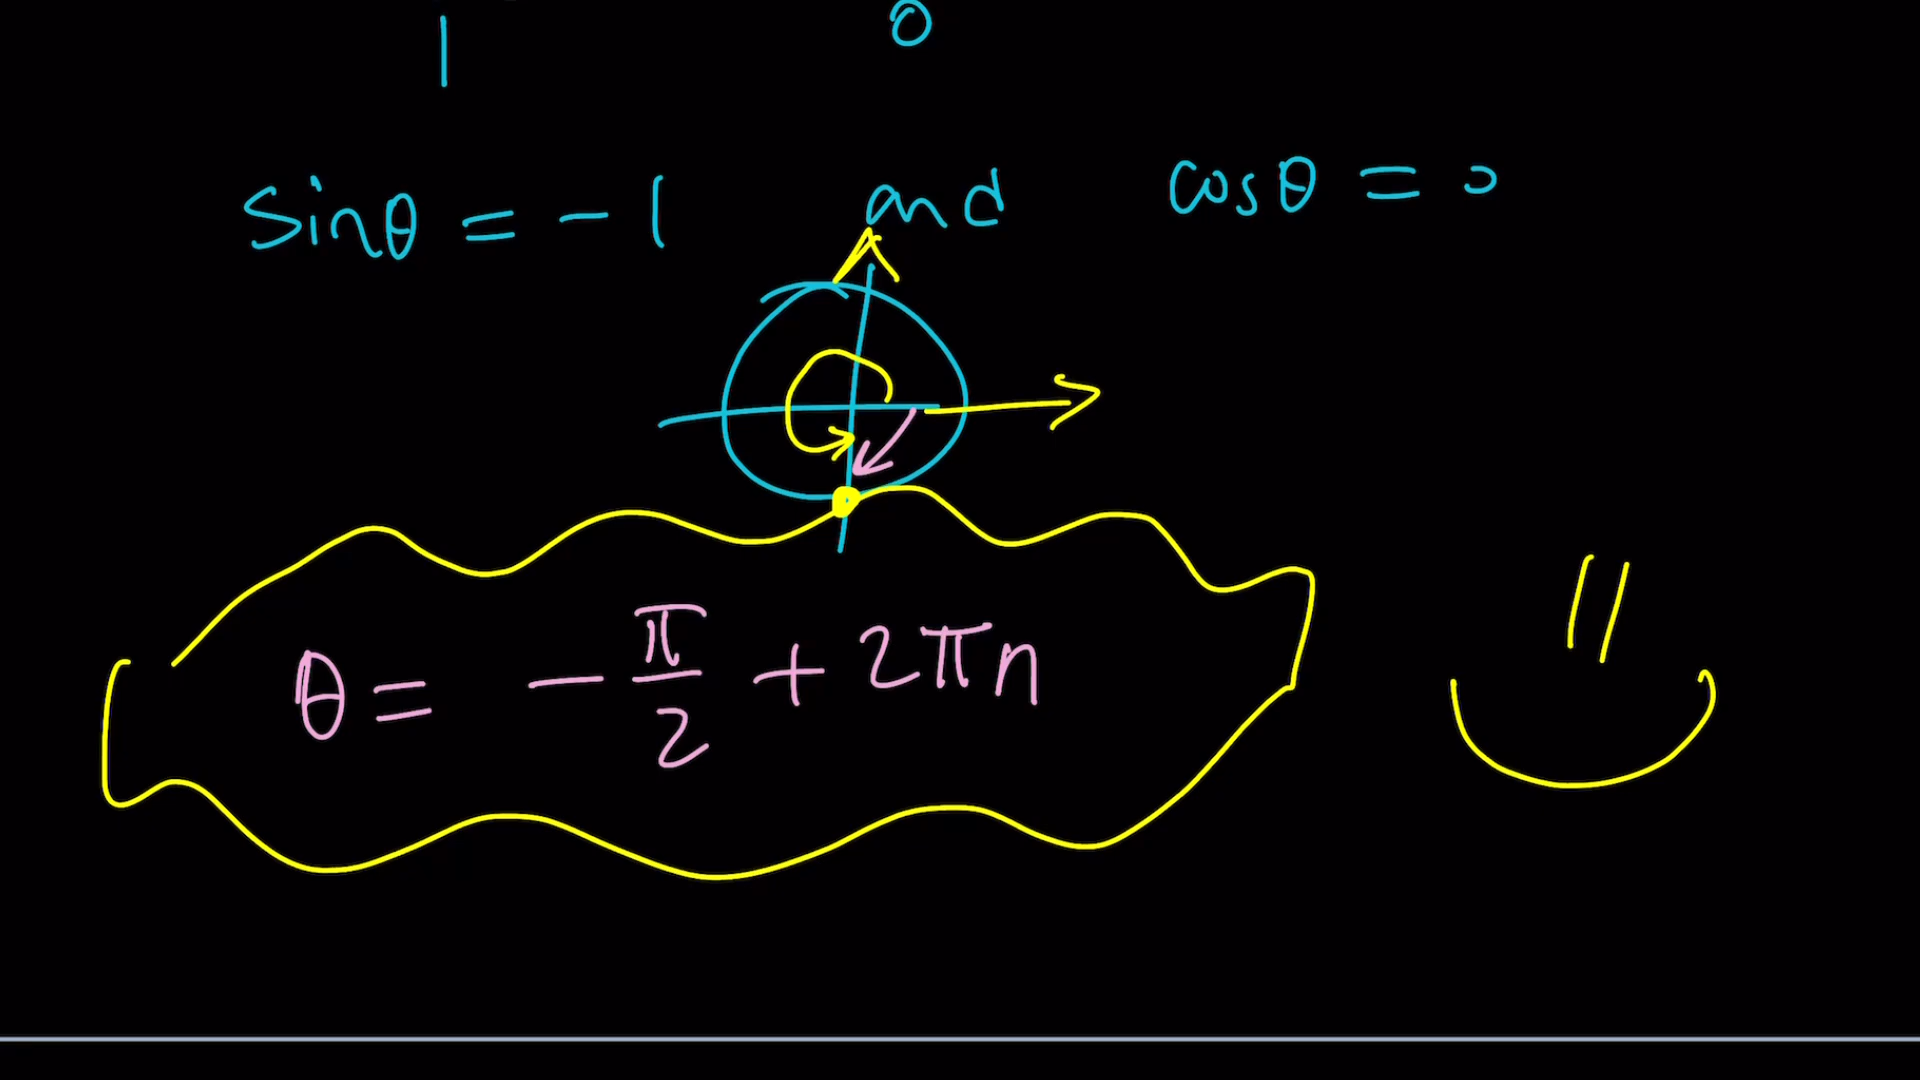 1 0
sinθ = -1 and cosθ = 0
θ = -π/2 + 2πn